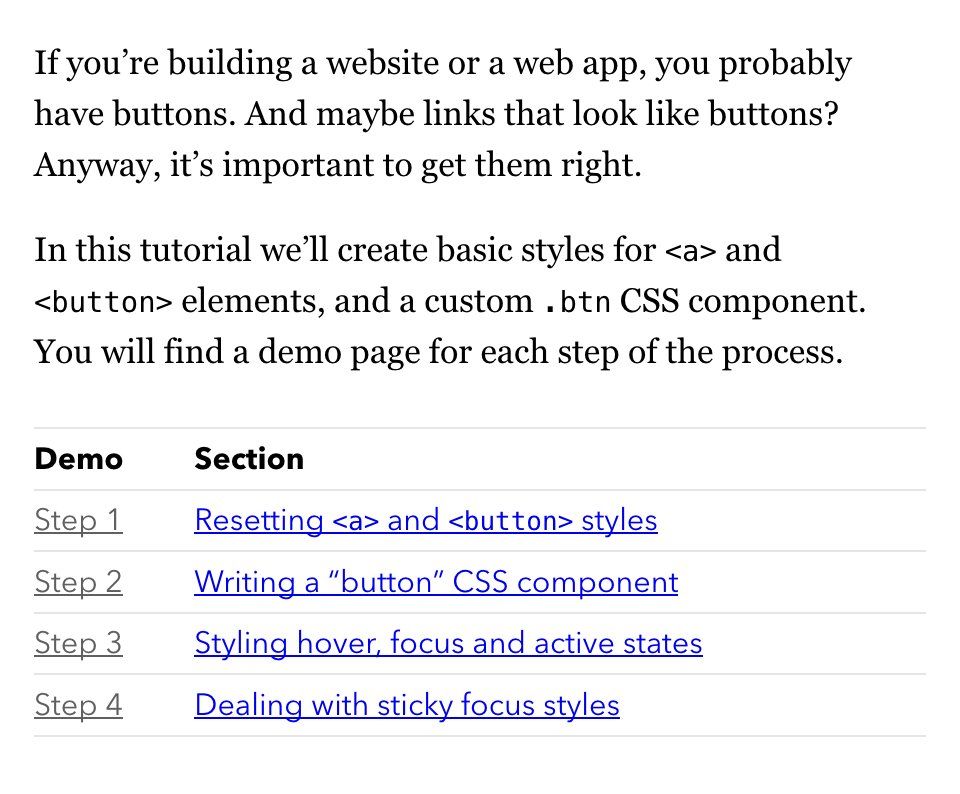 If you’re building a website or a web app, you probably
have buttons. And maybe links that look like buttons?
Anyway, it’s important to get them right.
In this tutorial we’ll create basic styles for <a> and
<button> elements, and a custom .btn CSS component.
You will find a demo page for each step of the process.
Demo Section
Step 1 Resetting <a> and <button> styles
Step 2 Writing a “button” CSS component
Step 3 Styling hover, focus and active states
Step 4 Dealing with sticky focus styles